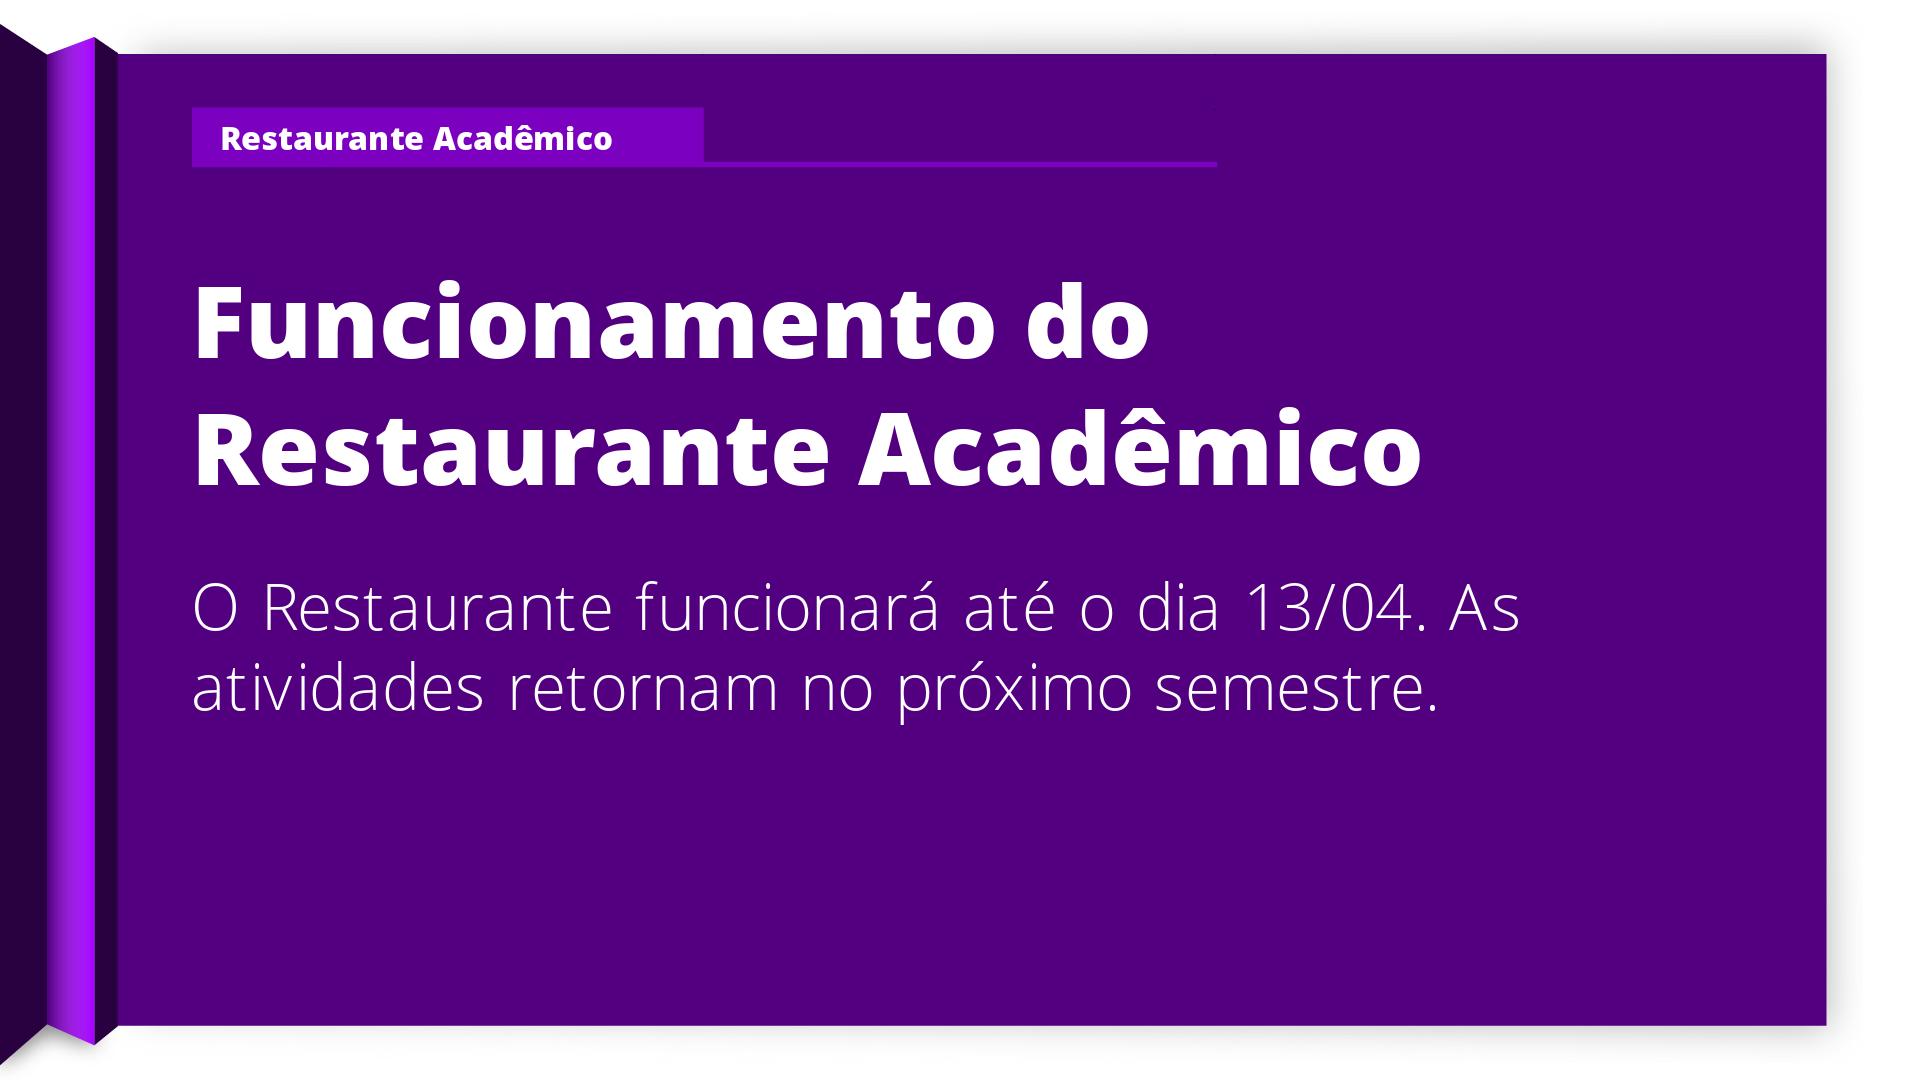 Restaurante Acadêmico
Funcionamento do
Restaurante Acadêmico
O Restaurante funcionará até o dia 13/04. As
atividades retornam no próximo semestre.